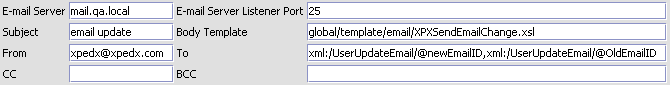 E-mail Server mail.qa.local E-mail Server Listener Port 25
Subject email update Body Template global/template/email/XPXSendEmailChange.xsl
From xpedx@xpedx.com To xml:/UserUpdateEmail/@newEmailID,xml:/UserUpdateEmail/@OldEmailID
CC BCC